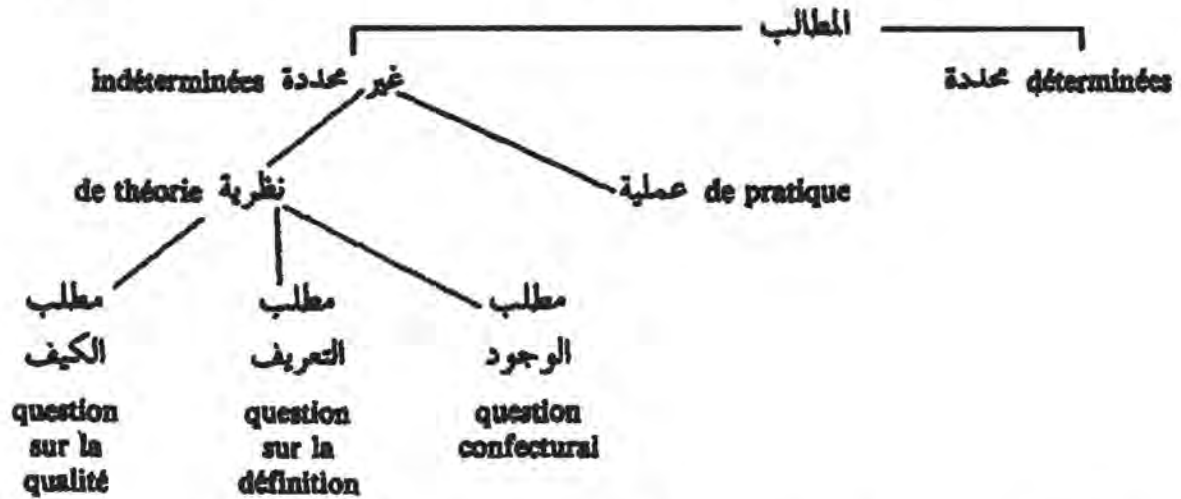 المطالب
محددة déterminées
غير محددة indéterminées
عملية de pratique
نظرية de théorie
مطلب
الوجود
question
confectural
مطلب
التعريف
question
sur la
définition
مطلب
الكيف
question
sur la
qualité